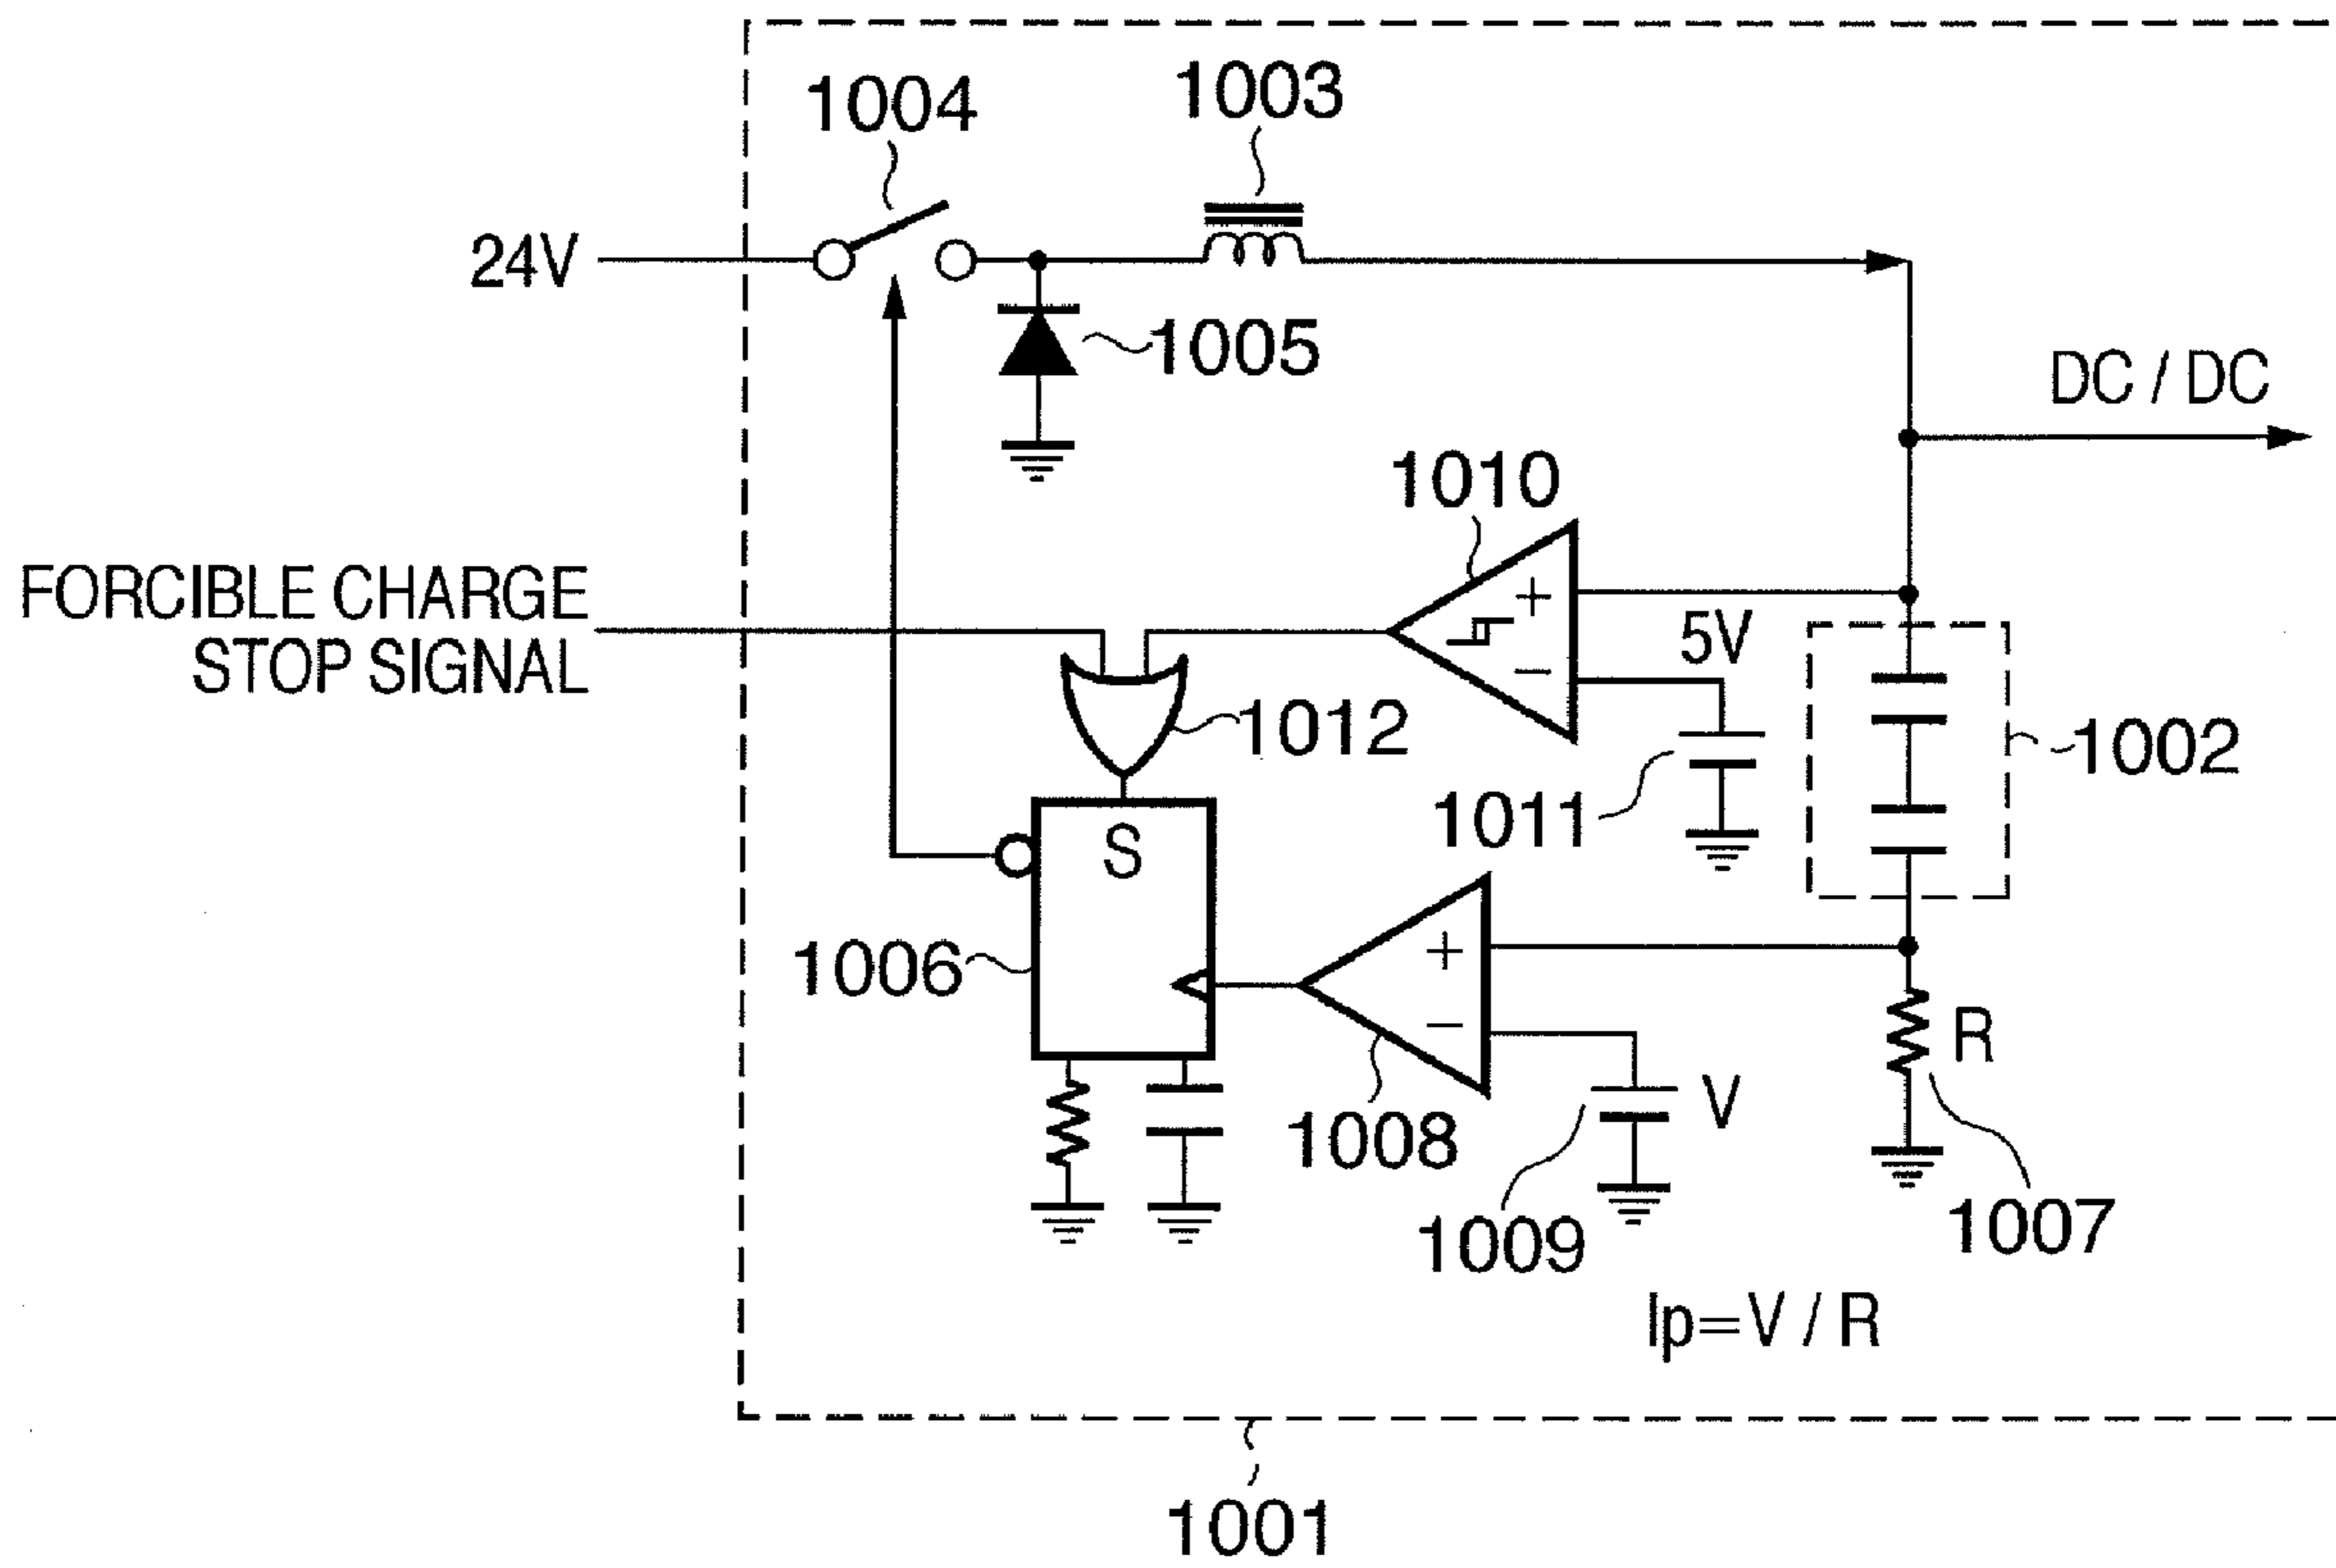 1004
1003
24V
1005
DC / DC
1010
FORCIBLE CHARGE
STOP SIGNAL
+
5V
−
1012
1002
1011
S
1006
+
−
R
V
1008
1009
1007
Ip=V / R
1001